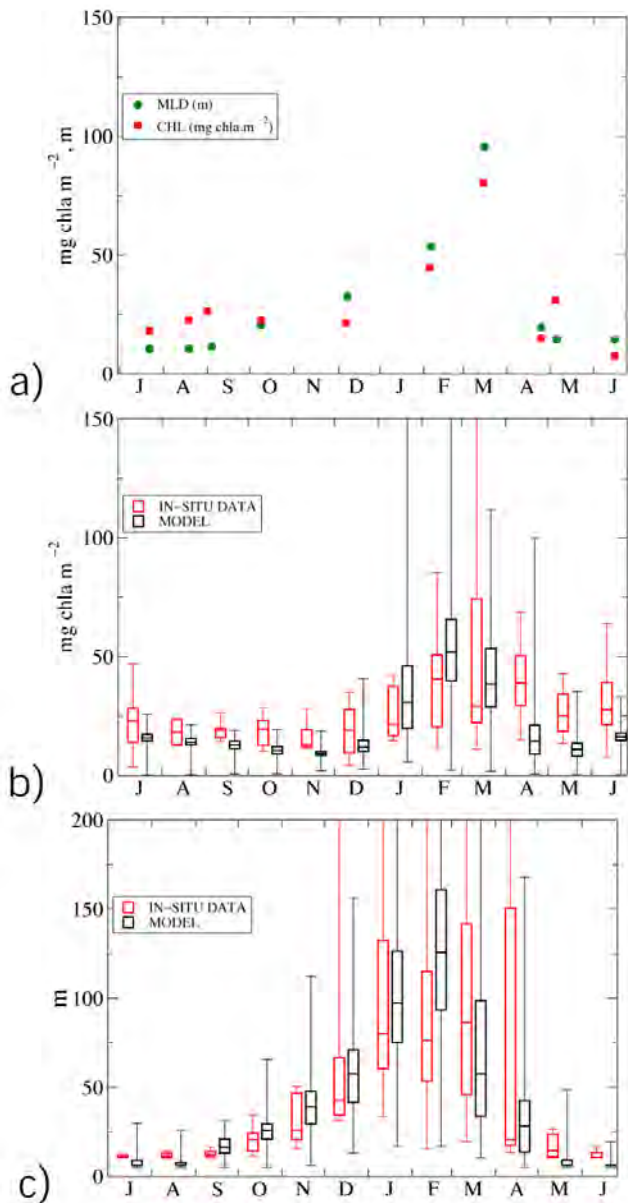 150
100
50
0
mg chla m −2, m
MLD (m)
CHL (mg chla.m −2)
J A S O N D J F M A M J
a)
150
100
50
0
mg chla m −2
IN-SITU DATA
MODEL
J A S O N D J F M A M J
b)
200
150
100
50
0
m
IN-SITU DATA
MODEL
J A S O N D J F M A M J
c)